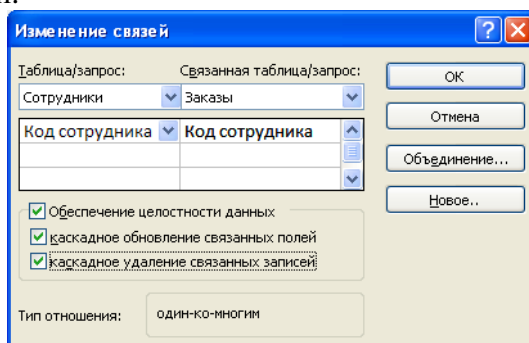 и.
Изменение связей
Таблица/запрос: Связанная таблица/запрос:
Сотрудники Заказы
Код сотрудника Код сотрудника
Обеспечение целостности данных
каскадное обновление связанных полей
каскадное удаление связанных записей
Тип отношения: один-ко-многим
ОК
Отмена
Объединение...
Новое..